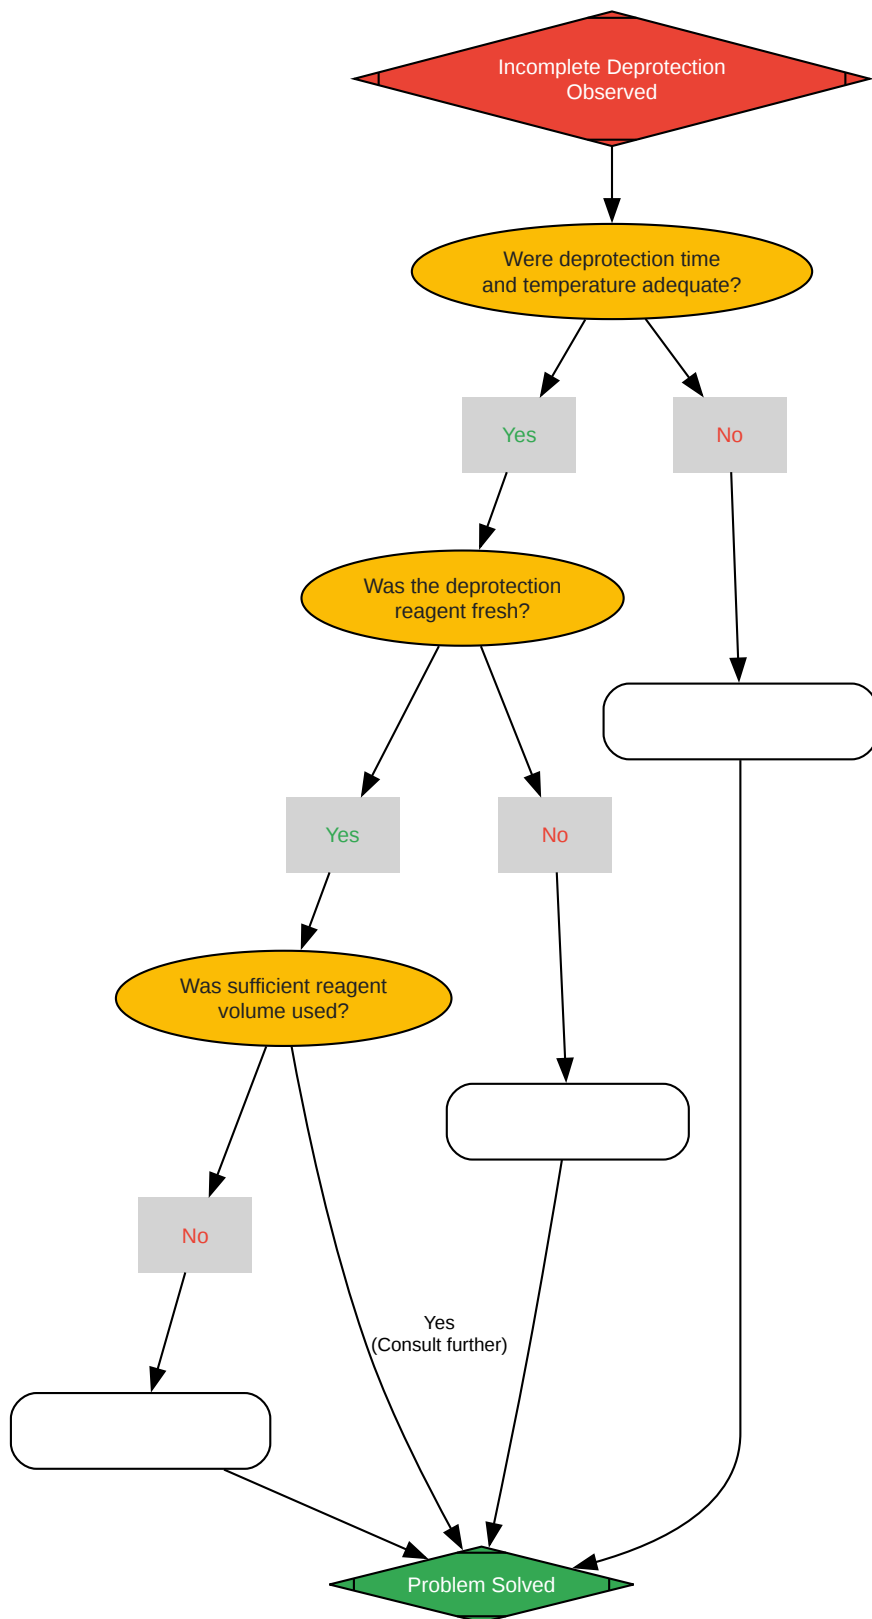 Incomplete Deprotection
Observed
Were deprotection time
and temperature adequate?
Yes
No
Was the deprotection
reagent fresh?
Yes
No
Was sufficient reagent
volume used?
No
Yes
(Consult further)
Problem Solved